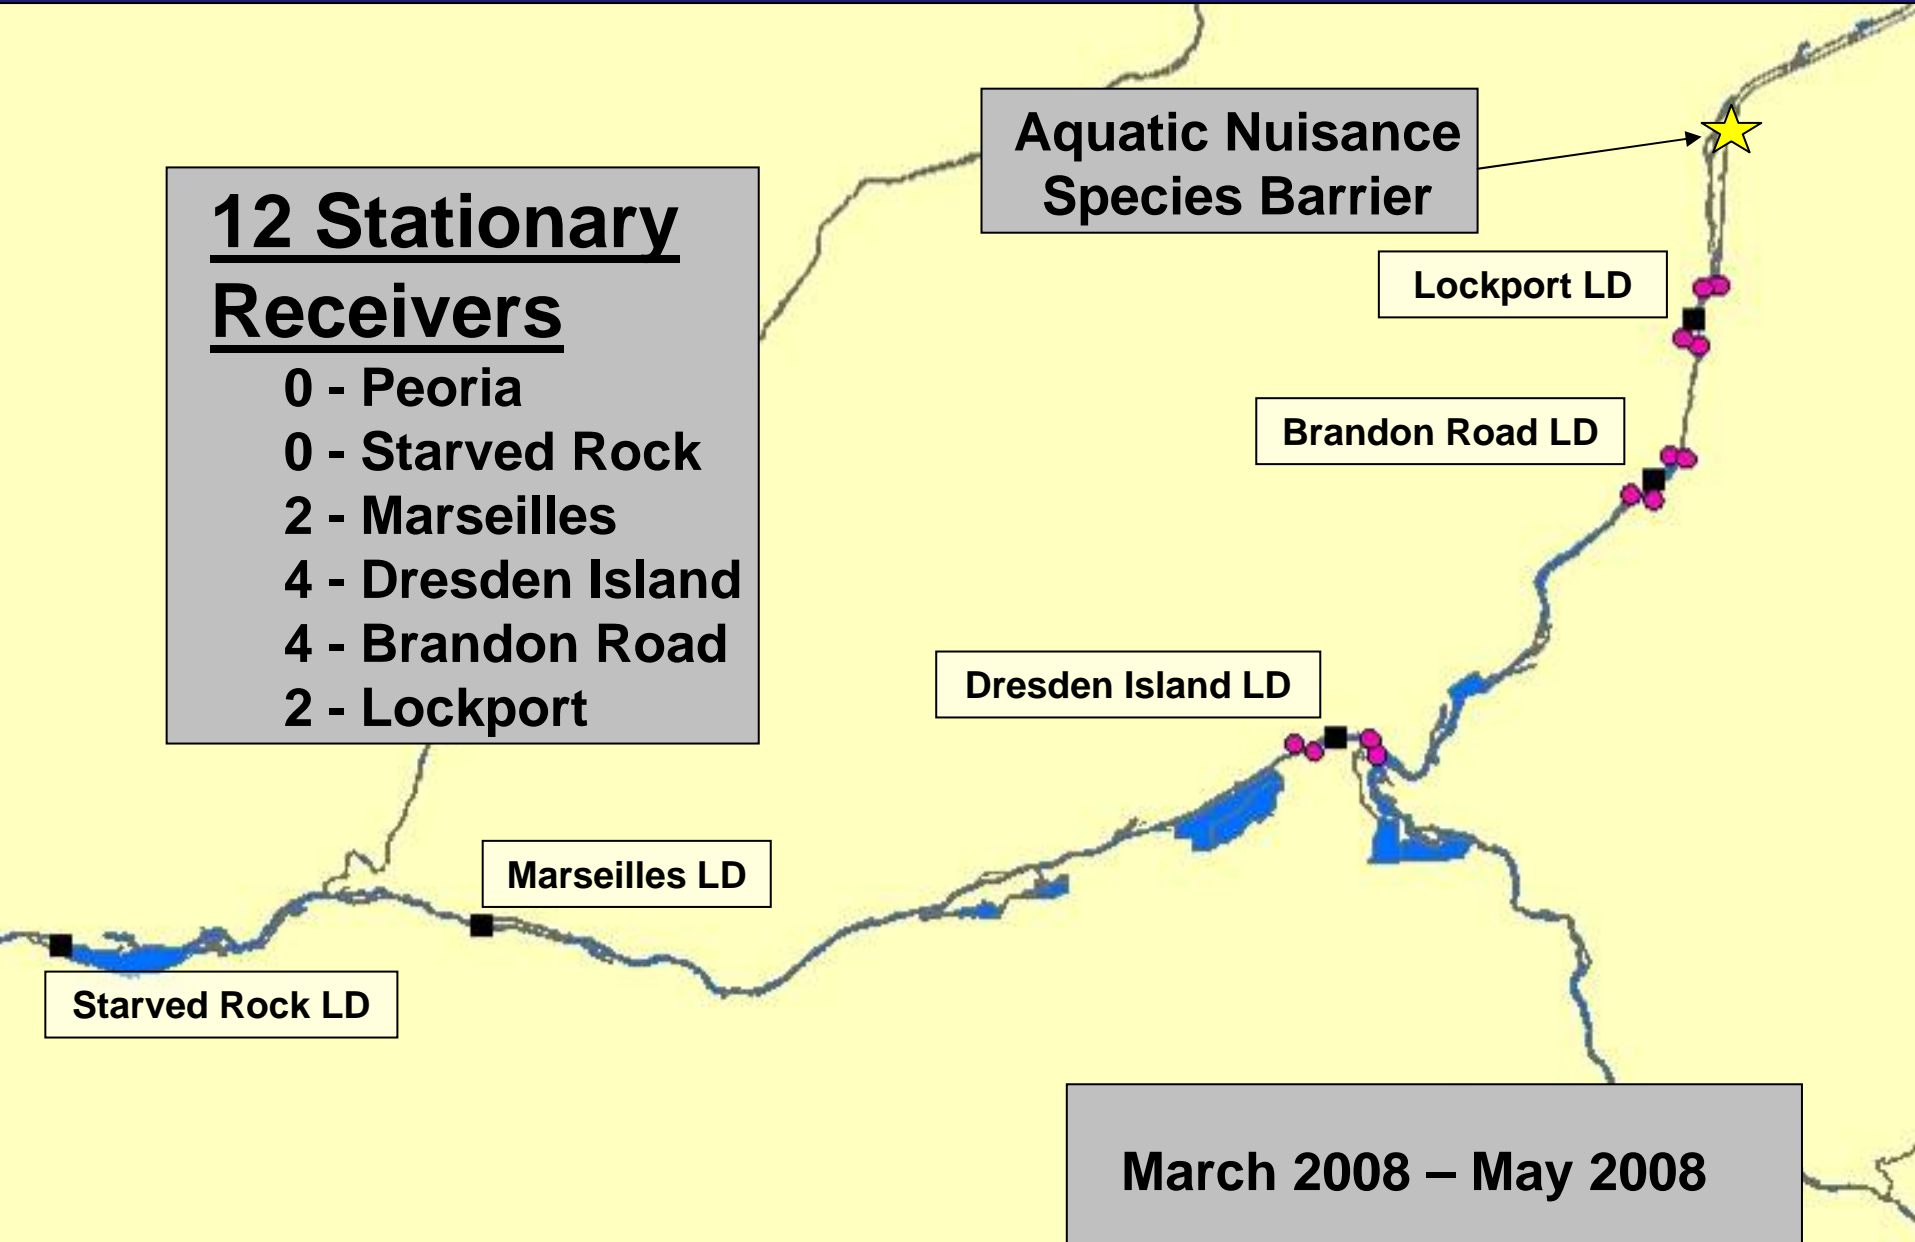 12 Stationary
Receivers
0 - Peoria
0 - Starved Rock
2 - Marseilles
4 - Dresden Island
4 - Brandon Road
2 - Lockport
Aquatic Nuisance
Species Barrier
Lockport LD
Brandon Road LD
Dresden Island LD
Marseilles LD
Starved Rock LD
March 2008 – May 2008